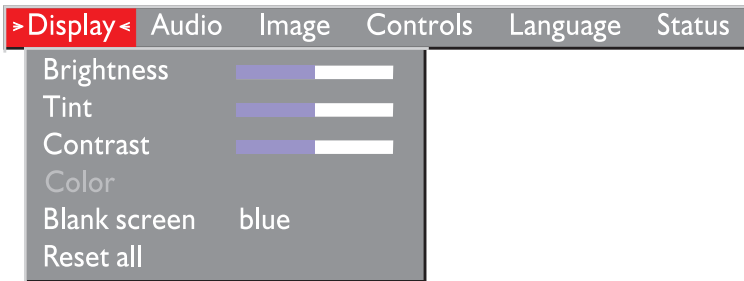 >Display< Audio Image Controls Language Status
Brightness
Tint
Contrast
Color
Blank screen blue
Reset all